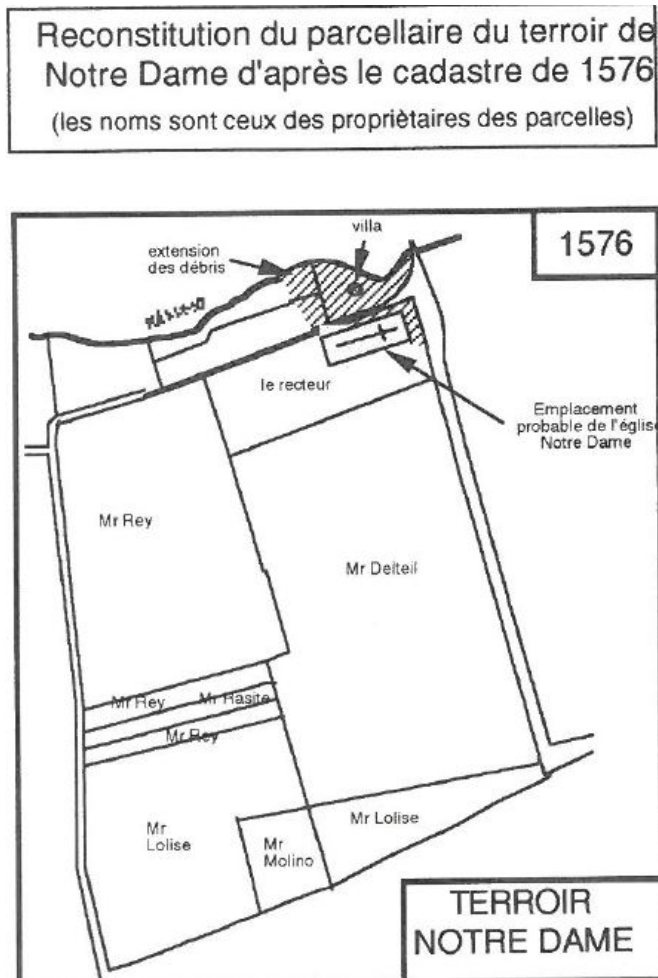 Reconstitution du parcellaire du terroir de
Notre Dame d'après le cadastre de 1576
(les noms sont ceux des propriètaires des parcelles)
villa
1576
extension
des débris
le recteur
Emplacement
probable de l'église
Notre Dame
Mr Rey
Mr Delteil
Mr Rey
Mr Rasite
Mr Rey
Mr
Lolise
Mr
Molino
Mr Lolise
TERROIR
NOTRE DAME